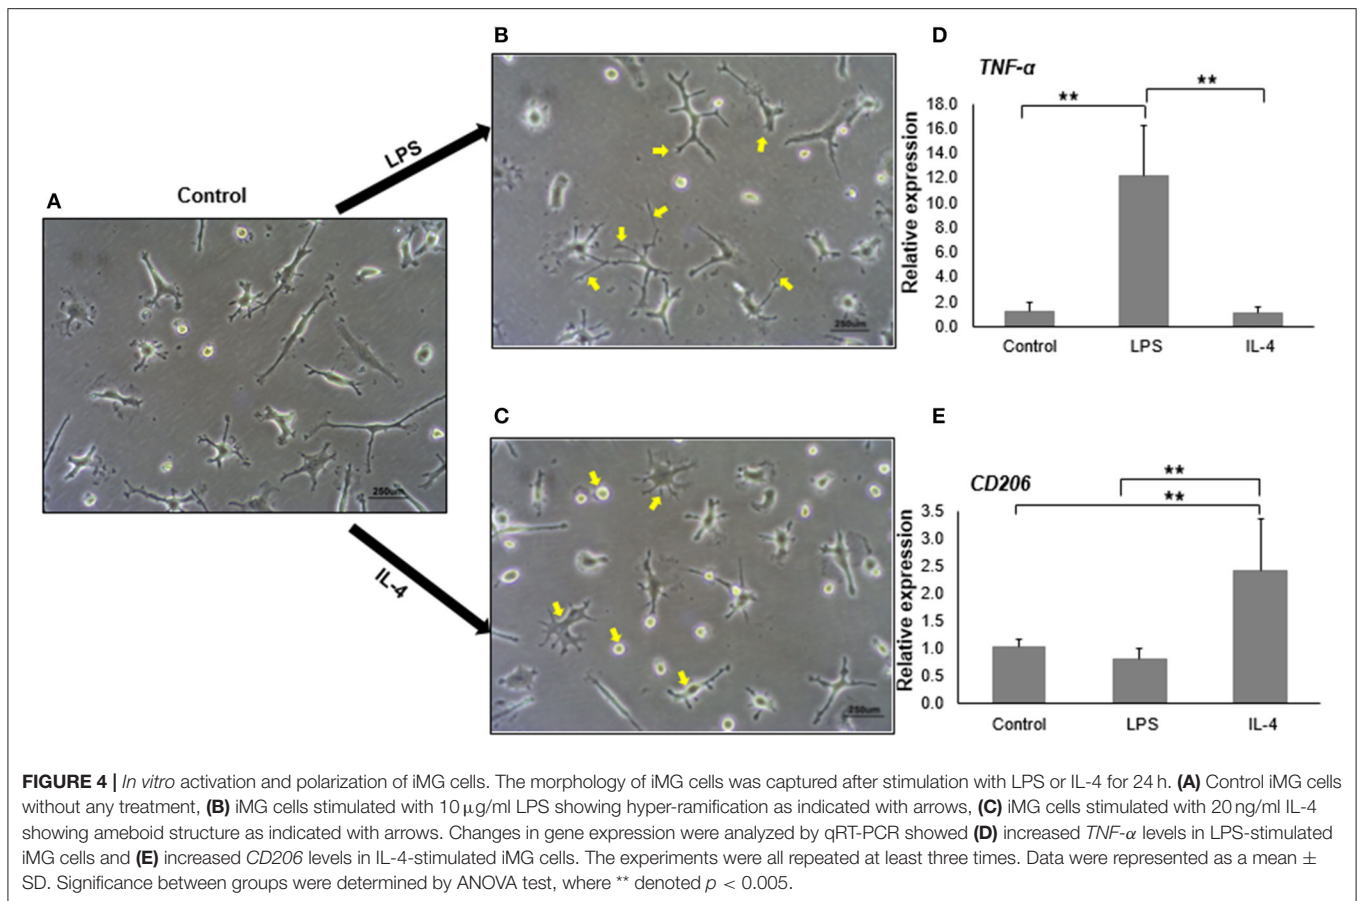 A
Control
250um
LPS
IL-4
B
250um
C
250um
D
TNF-α
**
**
Relative expression
18.0
16.0
14.0
12.0
10.0
8.0
6.0
4.0
2.0
0.0
Control LPS IL-4
E
CD206
**
**
Relative expression
3.5
3.0
2.5
2.0
1.5
1.0
0.5
0.0
Control LPS IL-4
FIGURE 4 | In vitro activation and polarization of iMG cells. The morphology of iMG cells was captured after stimulation with LPS or IL-4 for 24 h. (A) Control iMG cells
without any treatment, (B) iMG cells stimulated with 10 μg/ml LPS showing hyper-ramification as indicated with arrows, (C) iMG cells stimulated with 20 ng/ml IL-4
showing ameboid structure as indicated with arrows. Changes in gene expression were analyzed by qRT-PCR showed (D) increased TNF-α levels in LPS-stimulated
iMG cells and (E) increased CD206 levels in IL-4-stimulated iMG cells. The experiments were all repeated at least three times. Data were represented as a mean ±
SD. Significance between groups were determined by ANOVA test, where ** denoted p < 0.005.